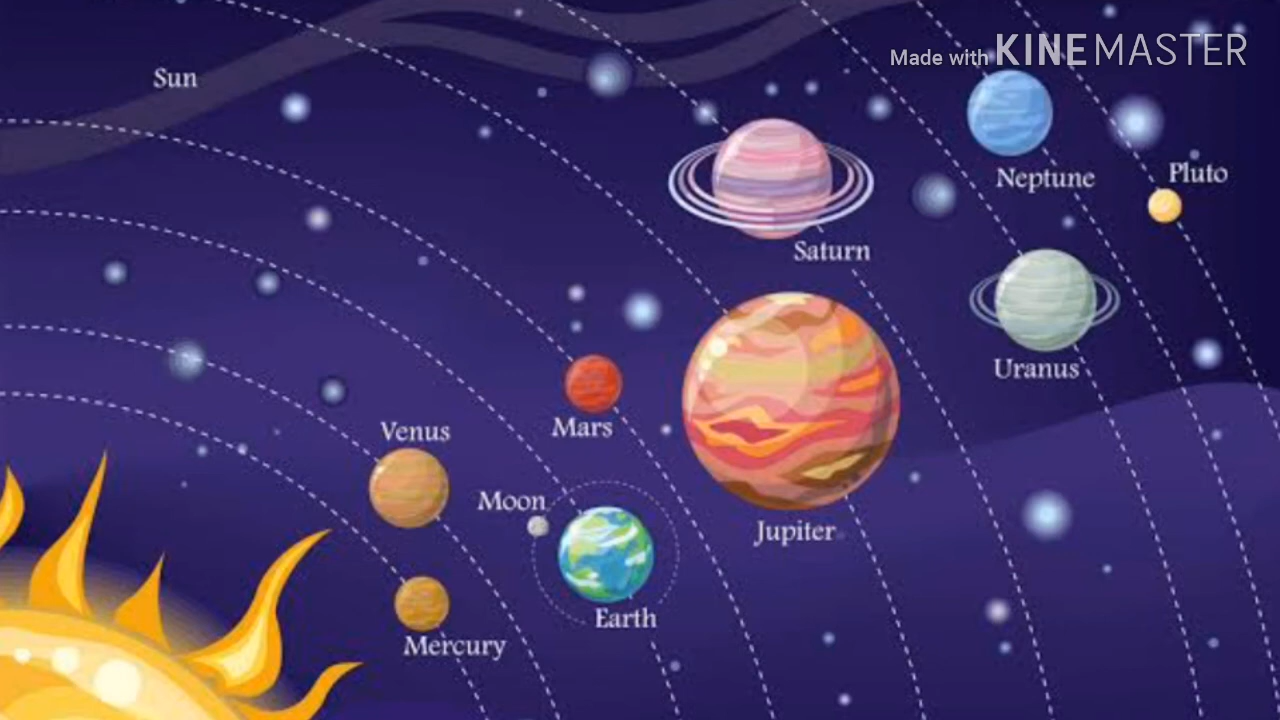 Made with KINEMASTER
Sun
Neptune
Pluto
Saturn
Uranus
Mars
Venus
Moon
Jupiter
Earth
Mercury